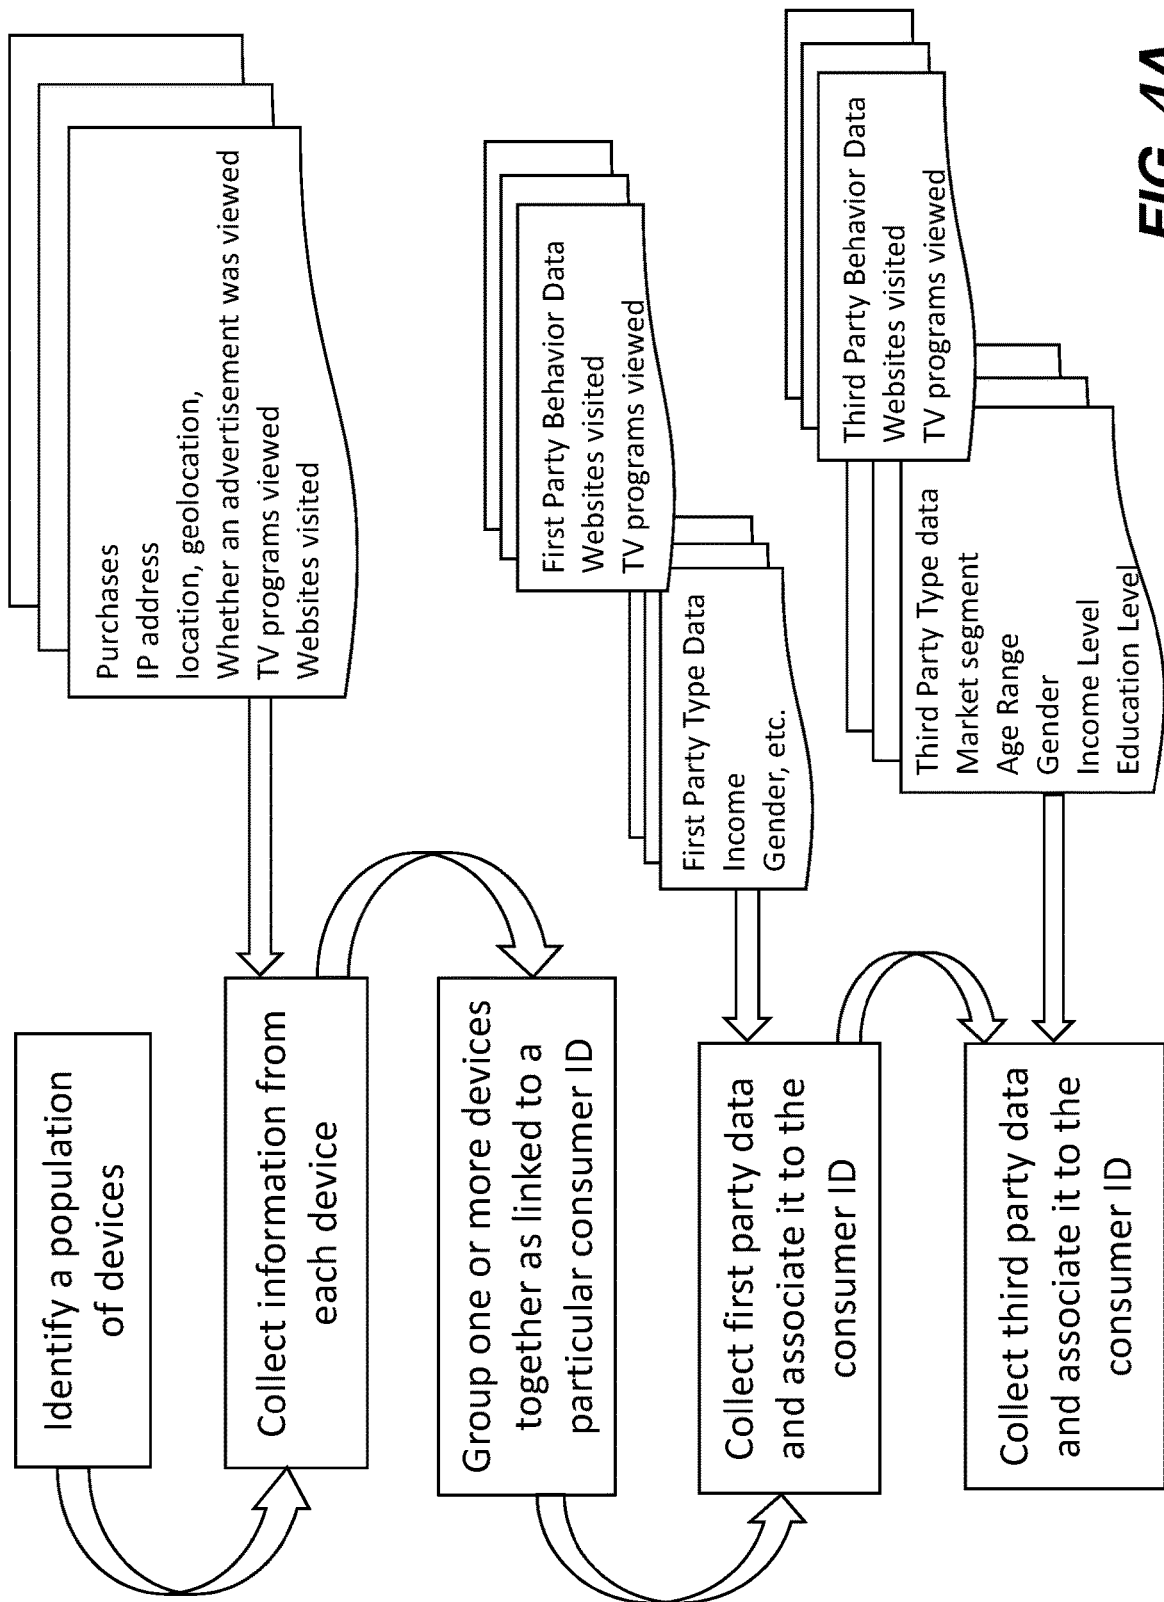 Identify a population
of devices
Collect information from
each device
Purchases
IP address
location, geolocation,
Whether an advertisement was viewed
TV programs viewed
Websites visited
Group one or more devices
together as linked to a
particular consumer ID
Collect first party data
and associate it to the
consumer ID
First Party Type Data
Income
Gender, etc.
First Party Behavior Data
Websites visited
TV programs viewed
Collect third party data
and associate it to the
consumer ID
Third Party Type data
Market segment
Age Range
Gender
Income Level
Education Level
Third Party Behavior Data
Websites visited
TV programs viewed
FIG. 4A